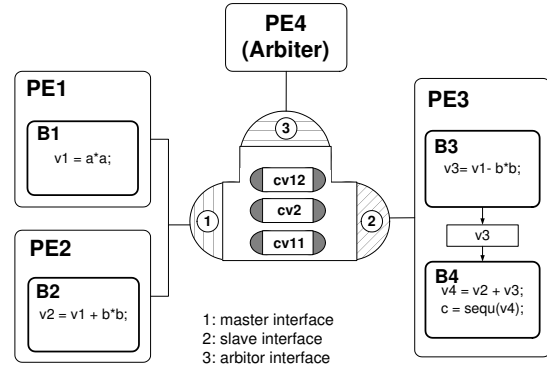 PE4
(Arbiter)
PE1
B1
v1 = a*a;
PE2
B2
v2 = v1 + b*b;
3
cv12
cv2
cv11
1
2
PE3
B3
v3= v1- b*b;
v3
B4
v4 = v2 + v3;
c = sequ(v4);
1: master interface
2: slave interface
3: arbitor interface